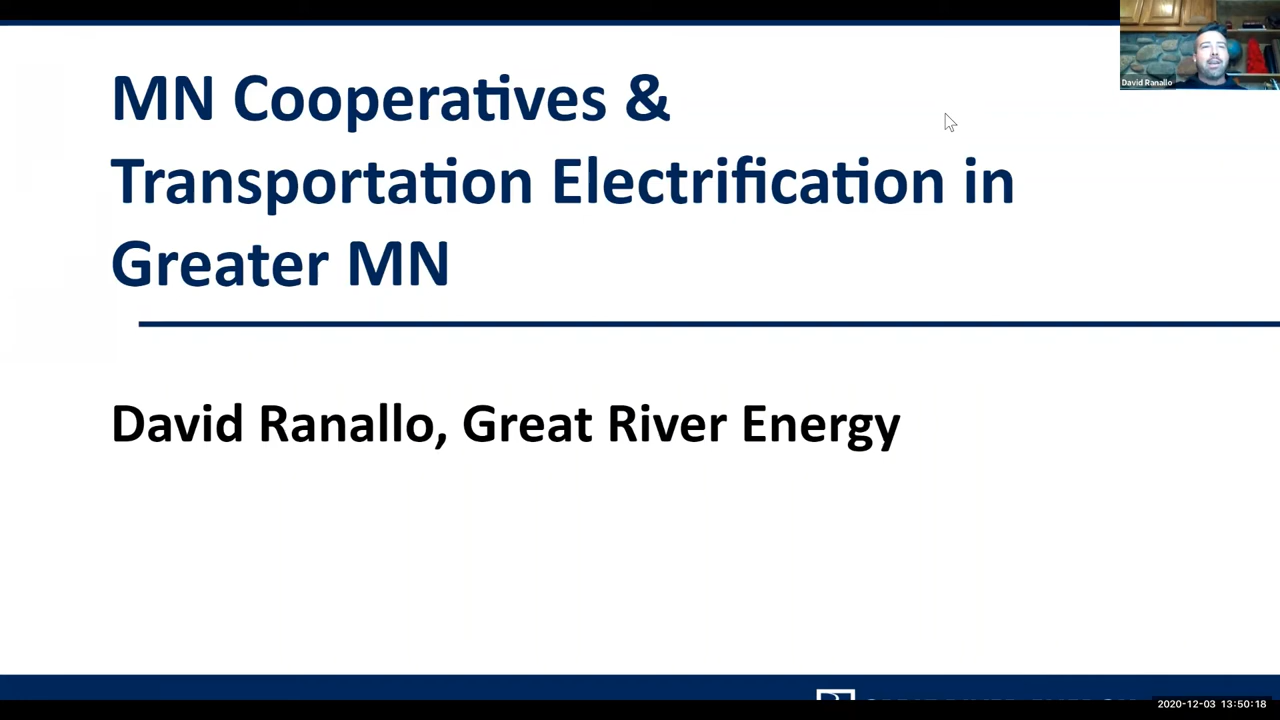 MN Cooperatives &
Transportation Electrification in
Greater MN
David Ranallo, Great River Energy
David Ranallo
2020-12-03 13:50:18